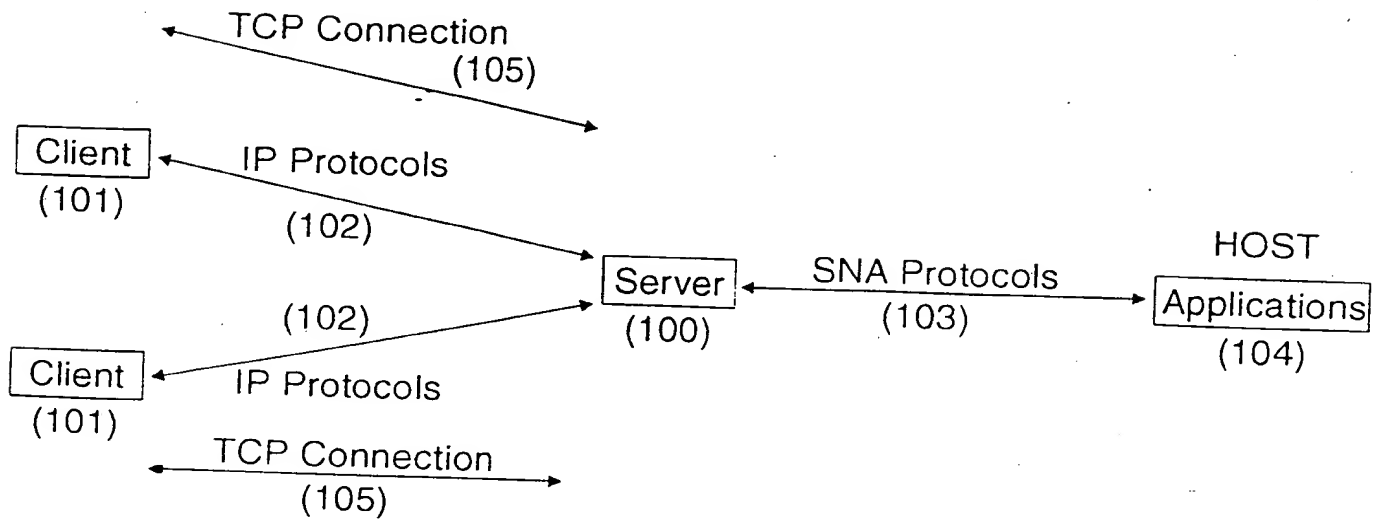 TCP Connection
(105)
Client
(101)
IP Protocols
(102)
HOST
Server
(100)
SNA Protocols
(103)
Applications
(104)
(102)
Client
(101)
IP Protocols
TCP Connection
(105)